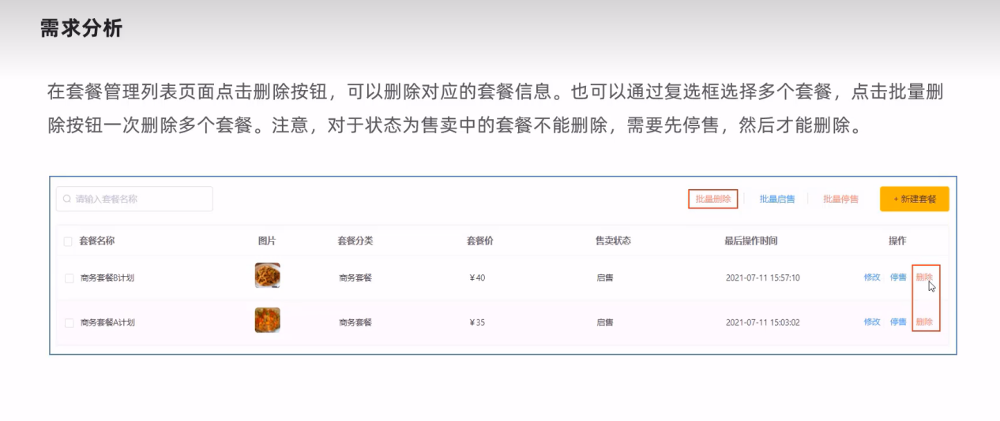 需求分析
在套餐管理列表页面点击删除按钮，可以删除对应的套餐信息。也可以通过复选框选择多个套餐，点击批量删
除按钮一次删除多个套餐。注意，对于状态为售卖中的套餐不能删除，需要先停售，然后才能删除。
请输入套餐名称 批量删除 批量启售 批量停售 + 新建套餐
套餐名称 图片 套餐分类 套餐价 售卖状态 最后操作时间 操作
商务套餐B计划 商务套餐 ￥40 启售 2021-07-11 15:57:10 修改 停售 删除
商务套餐A计划 商务套餐 ￥35 启售 2021-07-11 15:03:02 修改 停售 删除